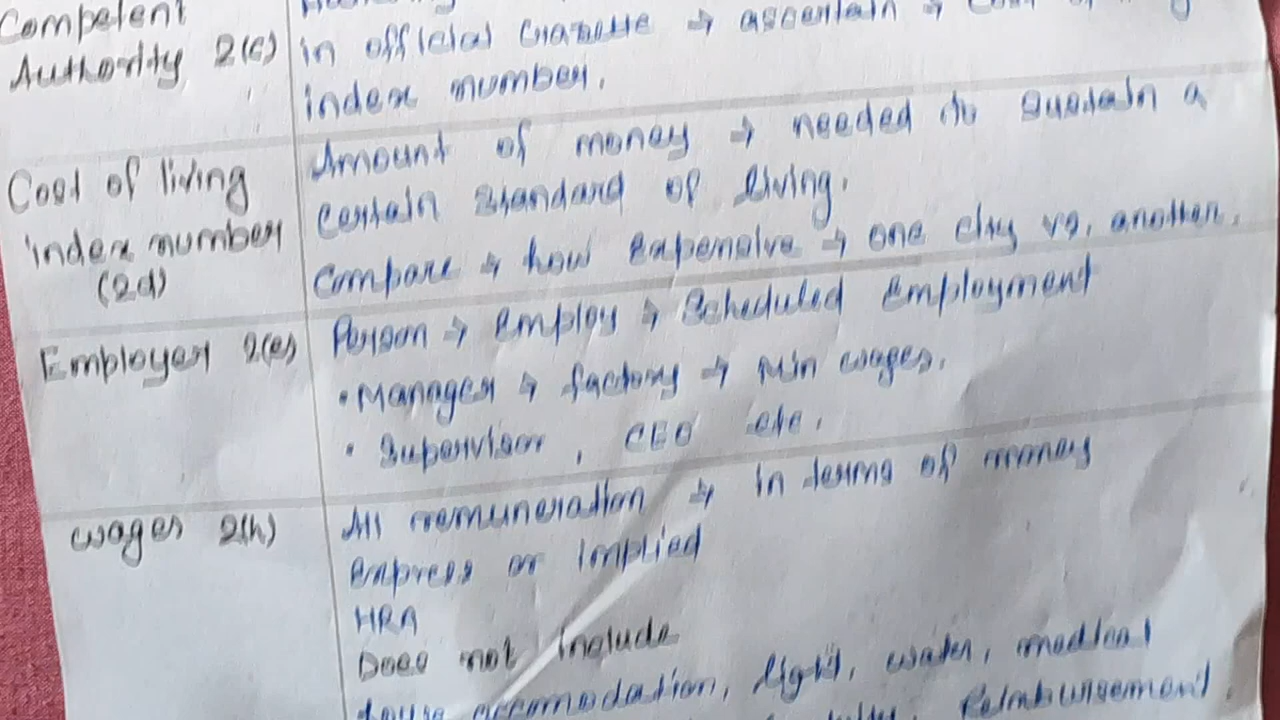 Competent
Authority 2(c)
in official Gazette → ascertain →
index number.
Cost of living
index number
(2d)
Amount of money → needed to sustain a
certain standard of living.
Compare → how expensive → one city vs. another.
Employer 2(e)
Person → employ → Scheduled employment
• Manager → factory → Min wages.
• Supervisor, CEO etc.
wages 2(h)
All remuneration → in terms of money
express or implied
HRA
Does not include
accomodation, light, water, medical
Reimbursement.